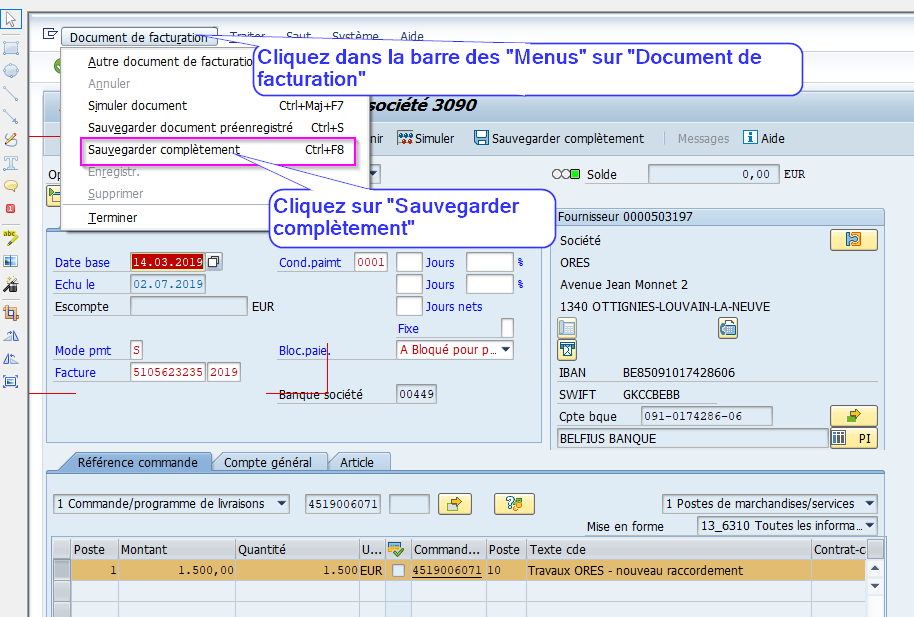 Document de facturation Traiter Saut Système Aide
Cliquez dans la barre des "Menus" sur "Document de
facturation"
Autre document de facturatio
Annuler
Simuler document Ctrl+Maj+F7
société 3090
Sauvegarder document préenregistré Ctrl+S
nir Simuler Sauvegarder complètement Messages Aide
Sauvegarder complètement Ctrl+F8
Enregistr.
Op
Solde 0,00 EUR
Supprimer
Terminer
Cliquez sur "Sauvegarder
complètement"
Fournisseur 0000503197
Société
Date base 14.03.2019 Cond.paimt 0001 Jours %
ORES
Echu le 02.07.2019 Jours %
Avenue Jean Monnet 2
Escompte EUR Jours nets
1340 OTTIGNIES-LOUVAIN-LA-NEUVE
Fixe
Mode pmt S Bloc.paie. A Bloqué pour p...
Facture 5105623235 2019
IBAN BE85091017428606
Banque société 00449
SWIFT GKCCBEBB
Cpte bque 091-0174286-06
BELFIUS BANQUE PI
Référence commande Compte général Article
1 Commande/programme de livraisons 4519006071 1 Postes de marchandises/services
Mise en forme 13_6310 Toutes les informa...
Poste Montant Quantité U... Command... Poste Texte cde Contrat-c
1 1.500,00 1.500 EUR 4519006071 10 Travaux ORES - nouveau raccordement